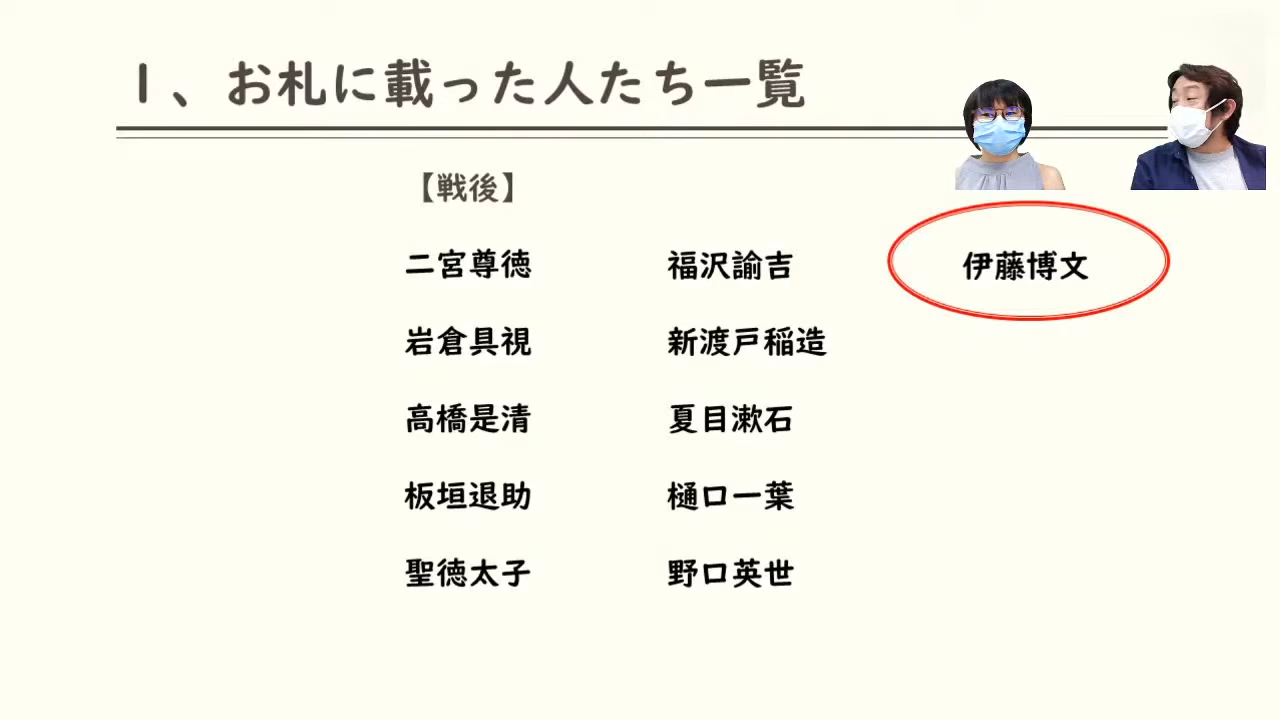 1、お札に載った人たち一覧
【戦後】
二宮尊徳 福沢諭吉 伊藤博文
岩倉具視 新渡戸稲造
高橋是清 夏目漱石
板垣退助 樋口一葉
聖徳太子 野口英世